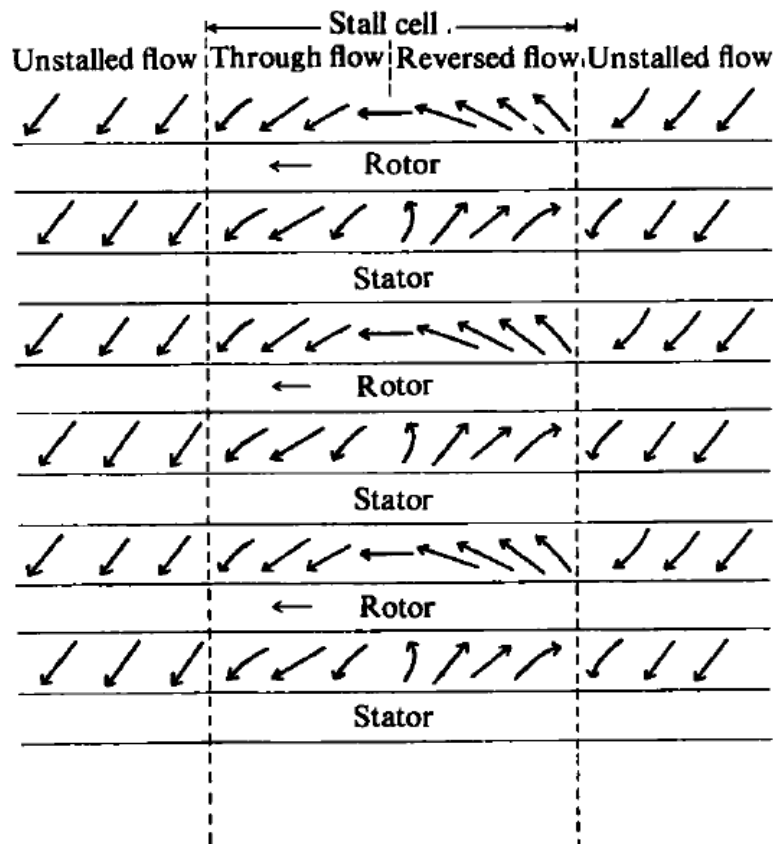 Stall cell
Unstalled flow Through flow Reversed flow Unstalled flow
Rotor
Stator
Rotor
Stator
Rotor
Stator